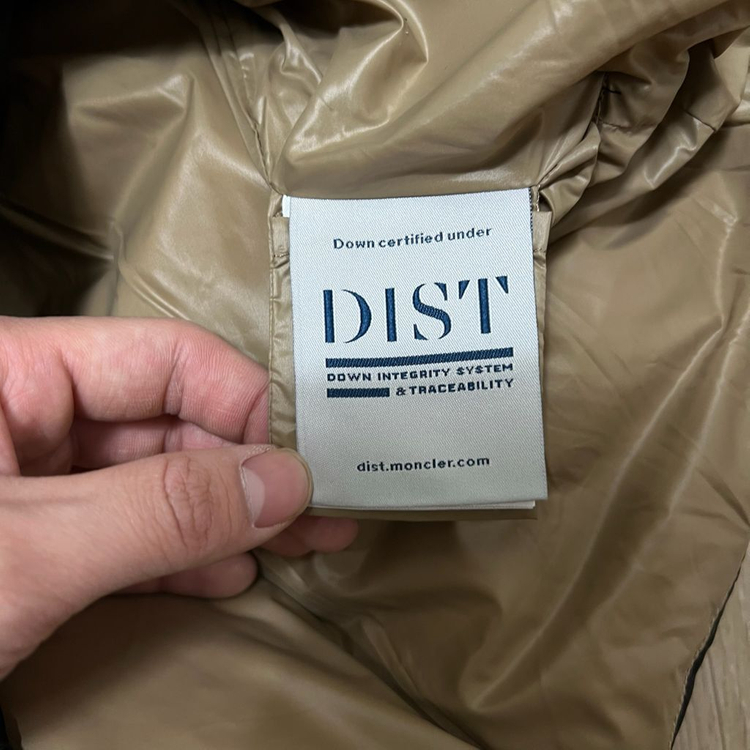 Down certified under
DIST
DOWN INTEGRITY SYSTEM
& TRACEABILITY
dist.moncler.com